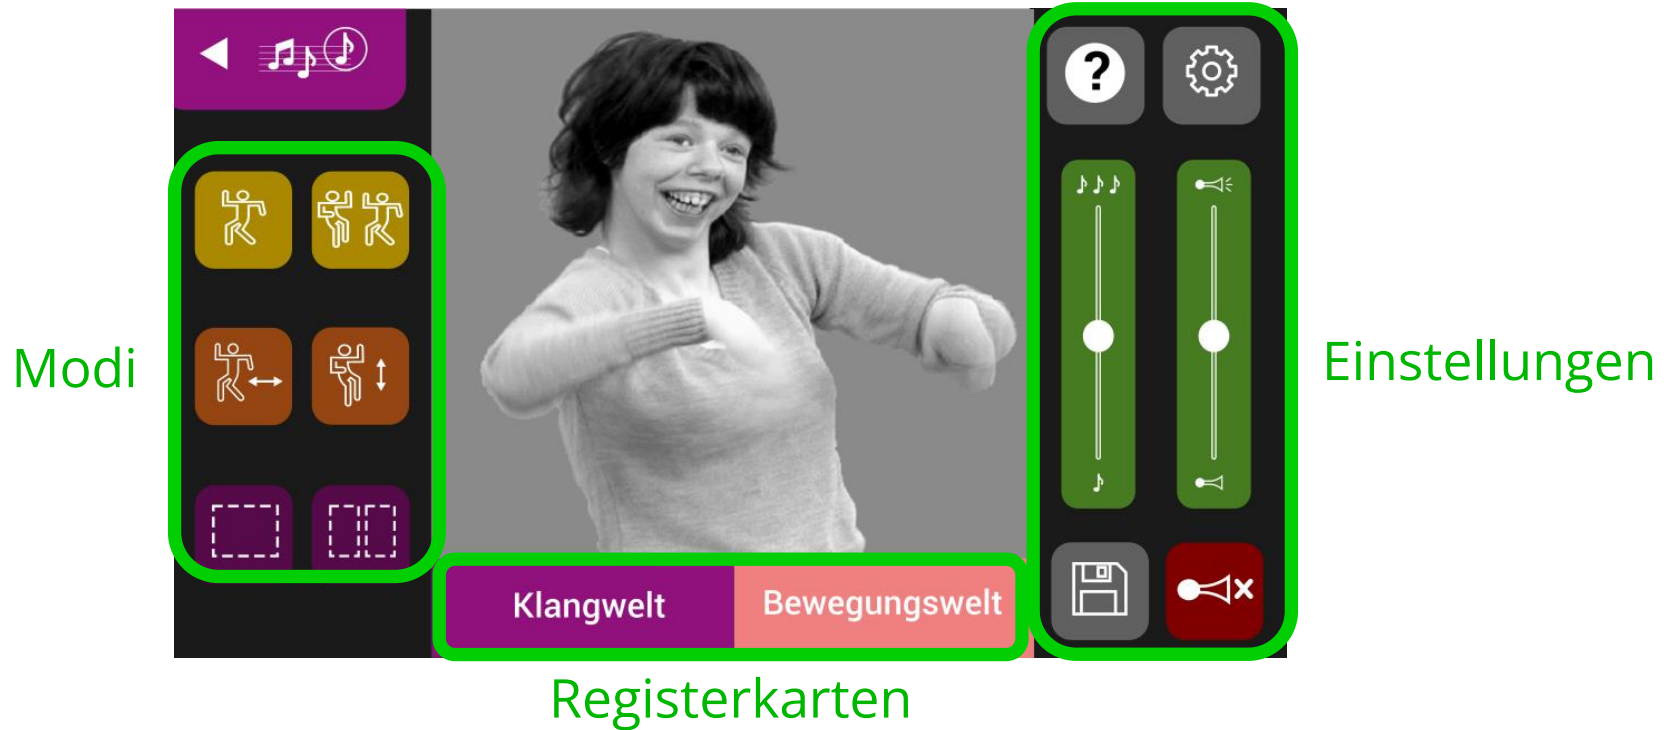 ?
Modi
Einstellungen
Klangwelt
Bewegungswelt
Registerkarten